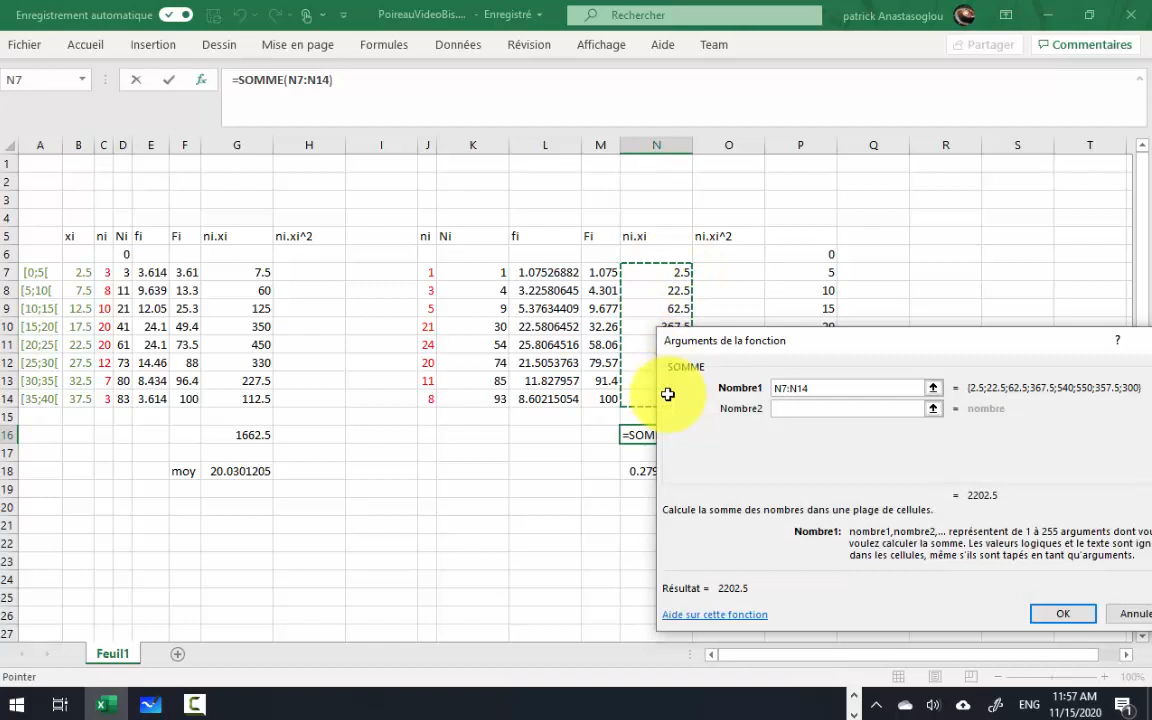 Enregistrement automatique PoireauVideoBis.... - Enregistré Rechercher patrick Anastasoglou
Fichier Accueil Insertion Dessin Mise en page Formules Données Révision Affichage Aide Team Partager Commentaires
N7 fx =SOMME(N7:N14)
A B C D E F G H I J K L M N O P Q R S T
1
2
3
4
5 xi ni Ni fi Fi ni.xi ni.xi^2 ni Ni fi Fi ni.xi ni.xi^2
6 0 0
7 [0;5[ 2.5 3 3 3.614 3.61 7.5 1 1 1.07526882 1.075 2.5 5
8 [5;10[ 7.5 8 11 9.639 13.3 60 3 4 3.22580645 4.301 22.5 10
9 [10;15[ 12.5 10 21 12.05 25.3 125 5 9 5.37634409 9.677 62.5 15
10 [15;20[ 17.5 20 41 24.1 49.4 350 21 30 22.5806452 32.26 367.5 20
11 [20;25[ 22.5 20 61 24.1 73.5 450 24 54 25.8064516 58.06
12 [25;30[ 27.5 12 73 14.46 88 330 20 74 21.5053763 79.57
13 [30;35[ 32.5 7 80 8.434 96.4 227.5 11 85 11.827957 91.4
14 [35;40[ 37.5 3 83 3.614 100 112.5 8 93 8.60215054 100
15
16 1662.5 =SOM
17
18 moy 20.0301205 0.279
19
20
21
22
23
24
25
26
27
Arguments de la fonction ?
SOMME
Nombre1 N7:N14 = {2.5;22.5;62.5;367.5;540;550;357.5;300}
Nombre2 = nombre
= 2202.5
Calcule la somme des nombres dans une plage de cellules.
Nombre1: nombre1,nombre2,... représentent de 1 à 255 arguments dont vou
voulez calculer la somme. Les valeurs logiques et le texte sont ign
dans les cellules, même s'ils sont tapés en tant qu'arguments.
Résultat = 2202.5
Aide sur cette fonction OK Annule
Feuil1
Pointer 100%
ENG 11:57 AM
11/15/2020